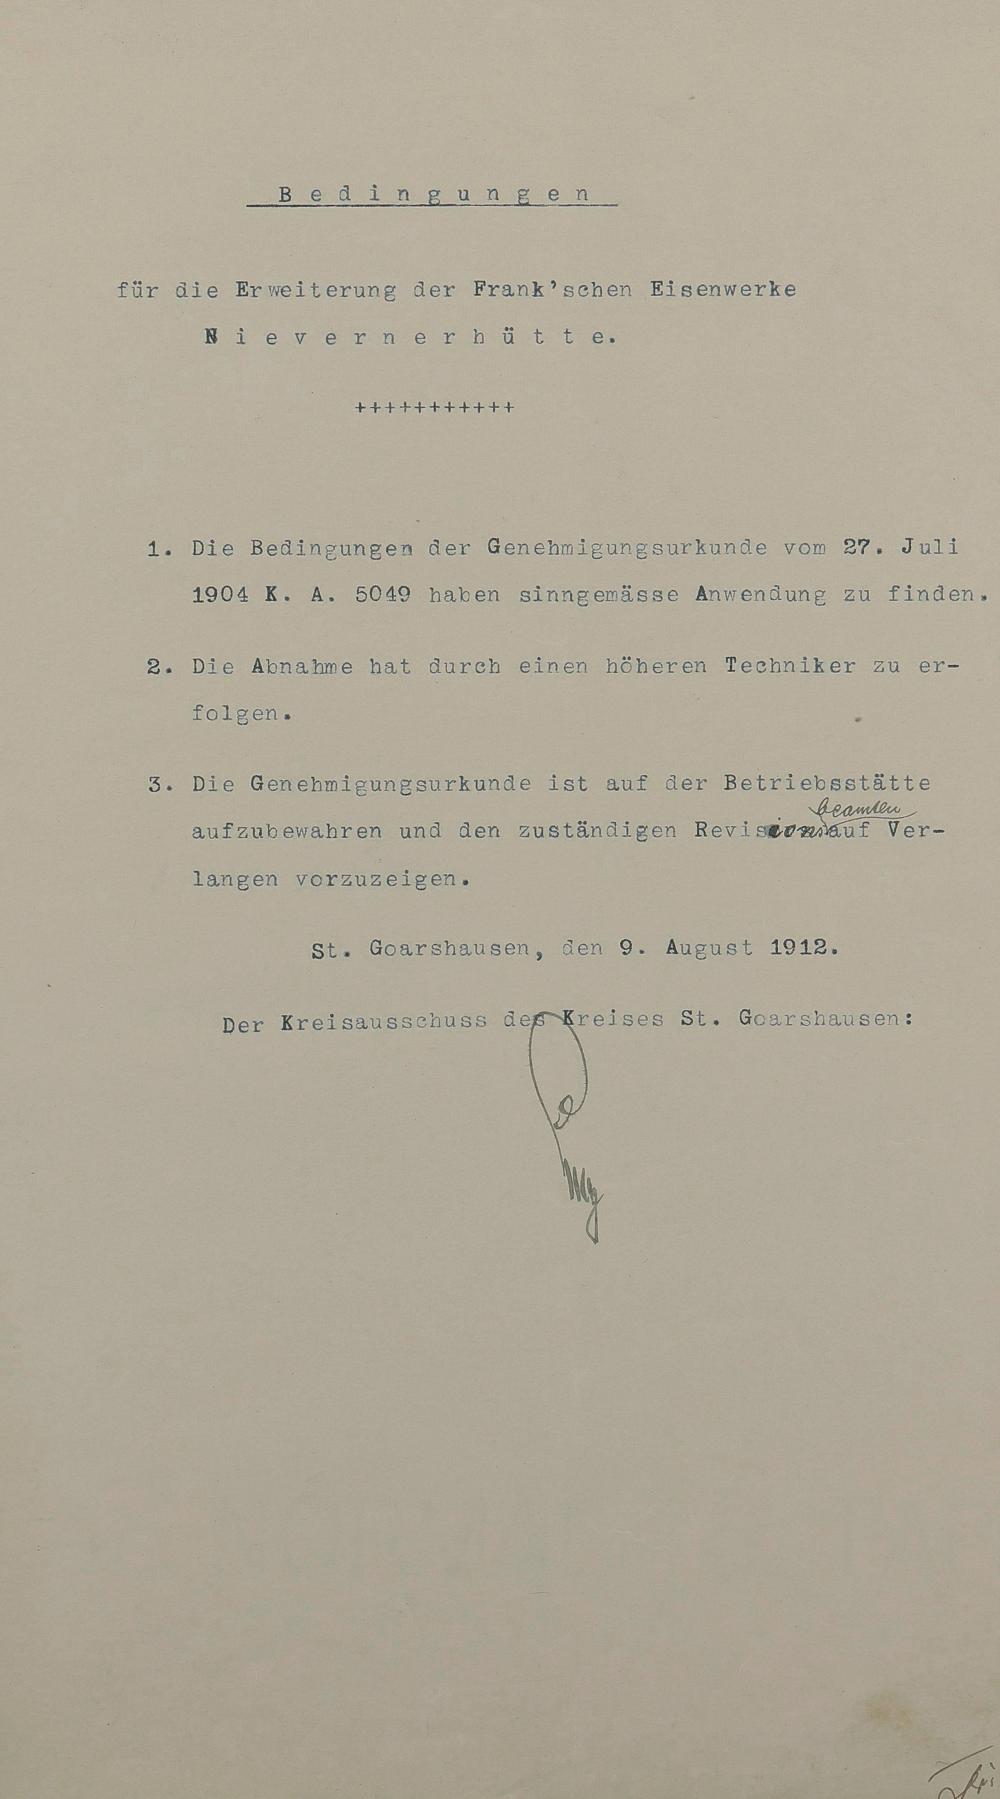 Bedingungen
für die Erweiterung der Frank'schen Eisenwerke
Nievernerhütte.
+++++++++++
1. Die Bedingungen der Genehmigungsurkunde vom 27. Juli
1904 K. A. 5049 haben sinngemässe Anwendung zu finden.
2. Die Abnahme hat durch einen höheren Techniker zu er-
folgen.
3. Die Genehmigungsurkunde ist auf der Betriebsstätte
beamten
aufzubewahren und den zuständigen Revisions auf Ver-
langen vorzuzeigen.
St. Goarshausen, den 9. August 1912.
Der Kreisausschuss des Kreises St. Goarshausen: